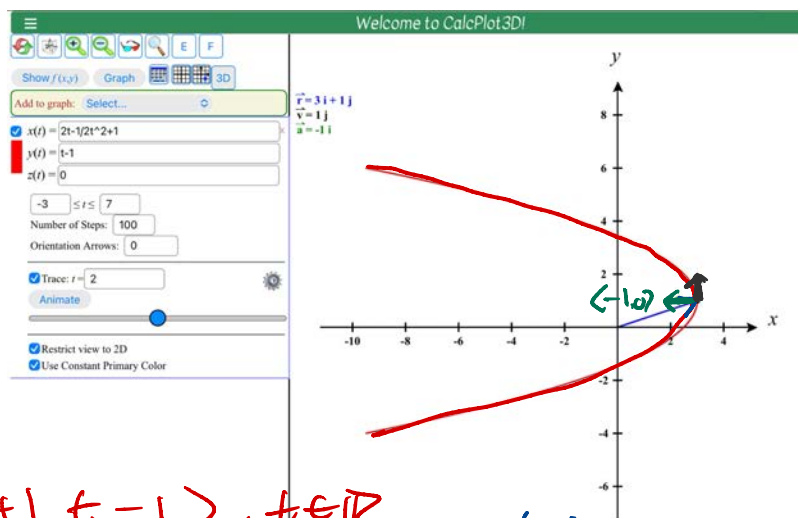 Welcome to CalcPlot3D!
E F
Show f (x,y) Graph 3D
Add to graph: Select...
x(t) = 2t-1/2t^2+1 x
y(t) = t-1
z(t) = 0
-3 ≤ t ≤ 7
Number of Steps: 100
Orientation Arrows: 0
Trace: t = 2
Animate
Restrict view to 2D
Use Constant Primary Color
r = 3 i + 1 j
v = 1 j
a = -1 i
y
8
6
4
2
⟨-1,0⟩
x
-10 -8 -6 -4 -2 2 4
-2
-4
-6
+1, t-1⟩, t∈ℝ